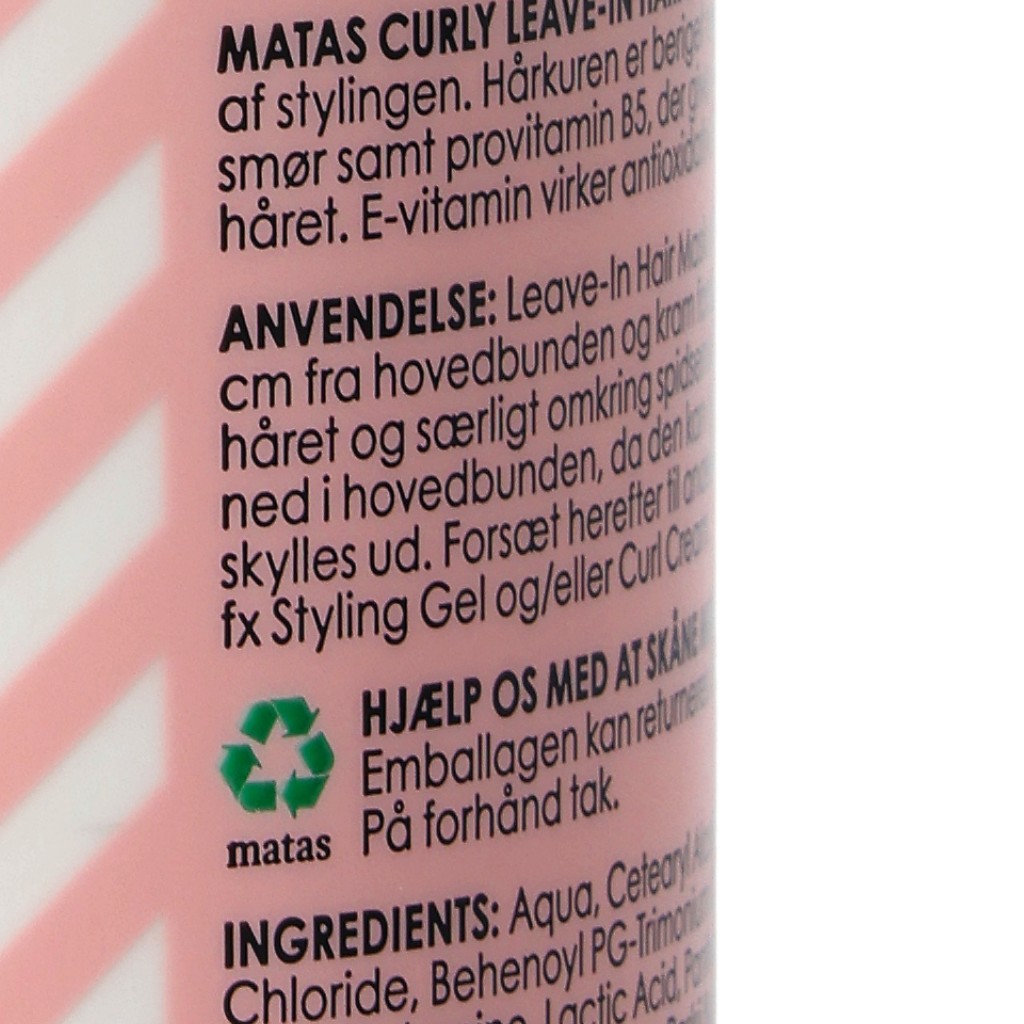 MATAS CURLY LEAVE-IN
af stylingen. Hårkuren er
smør samt provitamin B5, der
håret. E-vitamin virker
ANVENDELSE: Leave-In Hair
cm fra hovedbunden og kram
håret og særligt omkring
ned i hovedbunden, da den
skylles ud. Forsæt herefter til
fx Styling Gel og/eller Curl Cream
HJÆLP OS MED AT SKÅNE
Emballagen kan
På forhånd tak.
matas
INGREDIENTS: Aqua, Cetearyl
Chloride, Behenoyl PG-Trimonium
Lactic Acid,